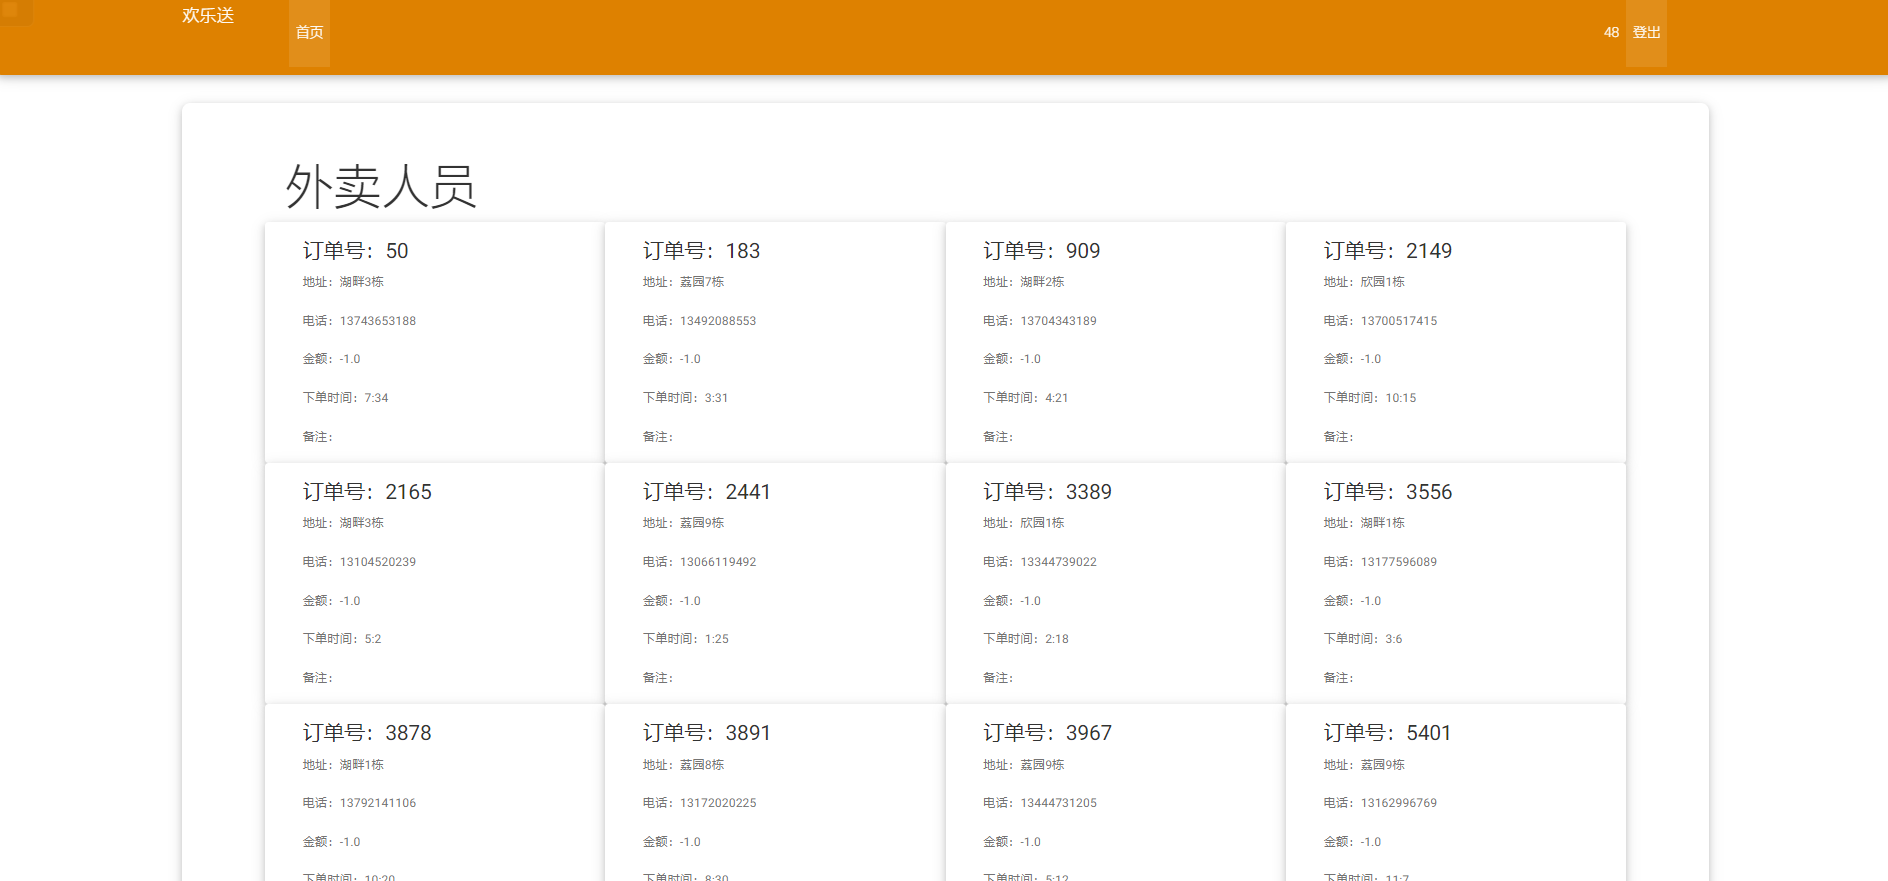 欢乐送
首页
48 登出
外卖人员
订单号：50
地址：湖畔3栋
电话：13743653188
金额：-1.0
下单时间：7:34
备注：
订单号：183
地址：荔园7栋
电话：13492088553
金额：-1.0
下单时间：3:31
备注：
订单号：909
地址：湖畔2栋
电话：13704343189
金额：-1.0
下单时间：4:21
备注：
订单号：2149
地址：欣园1栋
电话：13700517415
金额：-1.0
下单时间：10:15
备注：
订单号：2165
地址：湖畔3栋
电话：13104520239
金额：-1.0
下单时间：5:2
备注：
订单号：2441
地址：荔园9栋
电话：13066119492
金额：-1.0
下单时间：1:25
备注：
订单号：3389
地址：欣园1栋
电话：13344739022
金额：-1.0
下单时间：2:18
备注：
订单号：3556
地址：湖畔1栋
电话：13177596089
金额：-1.0
下单时间：3:6
备注：
订单号：3878
地址：湖畔1栋
电话：13792141106
金额：-1.0
下单时间：10:20
订单号：3891
地址：荔园8栋
电话：13172020225
金额：-1.0
下单时间：8:30
订单号：3967
地址：荔园9栋
电话：13444731205
金额：-1.0
下单时间：5:12
订单号：5401
地址：荔园9栋
电话：13162996769
金额：-1.0
下单时间：11:7